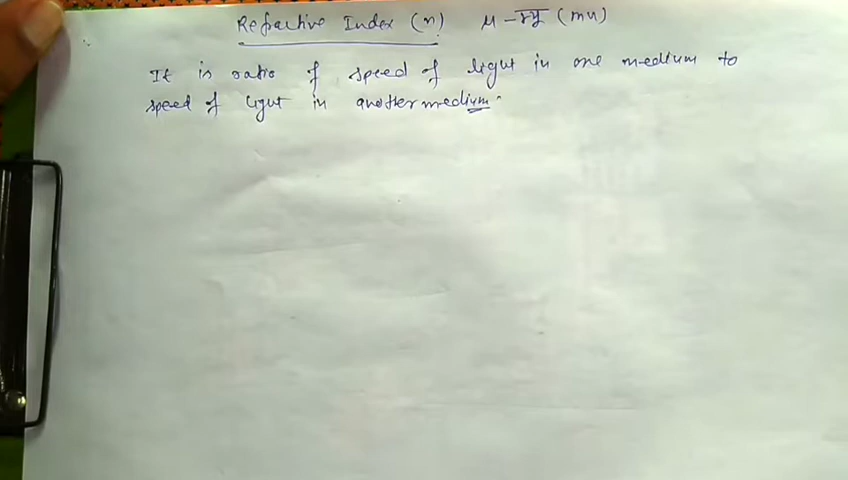 Refractive Index (n) μ - म्यू (mu)
It is ratio of speed of light in one medium to
speed of light in another medium.